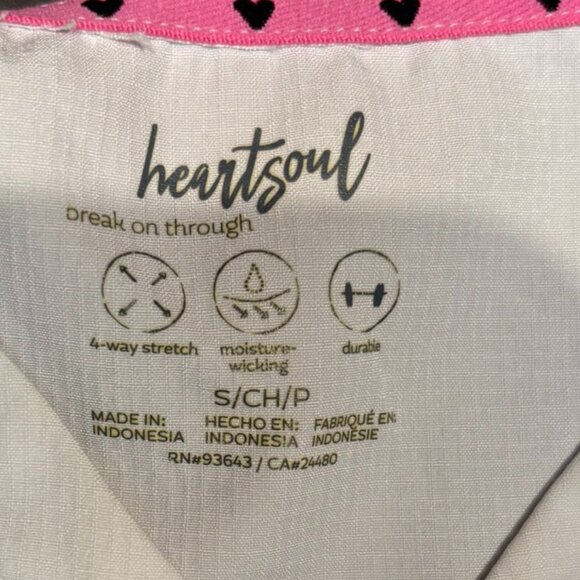 heartsoul
break on through
4-way stretch
moisture-wicking
durable
S/CH/P
MADE IN: INDONESIA
HECHO EN: INDONESIA
FABRIQUÉ EN: INDONÉSIE
RN#93643 / CA#24480